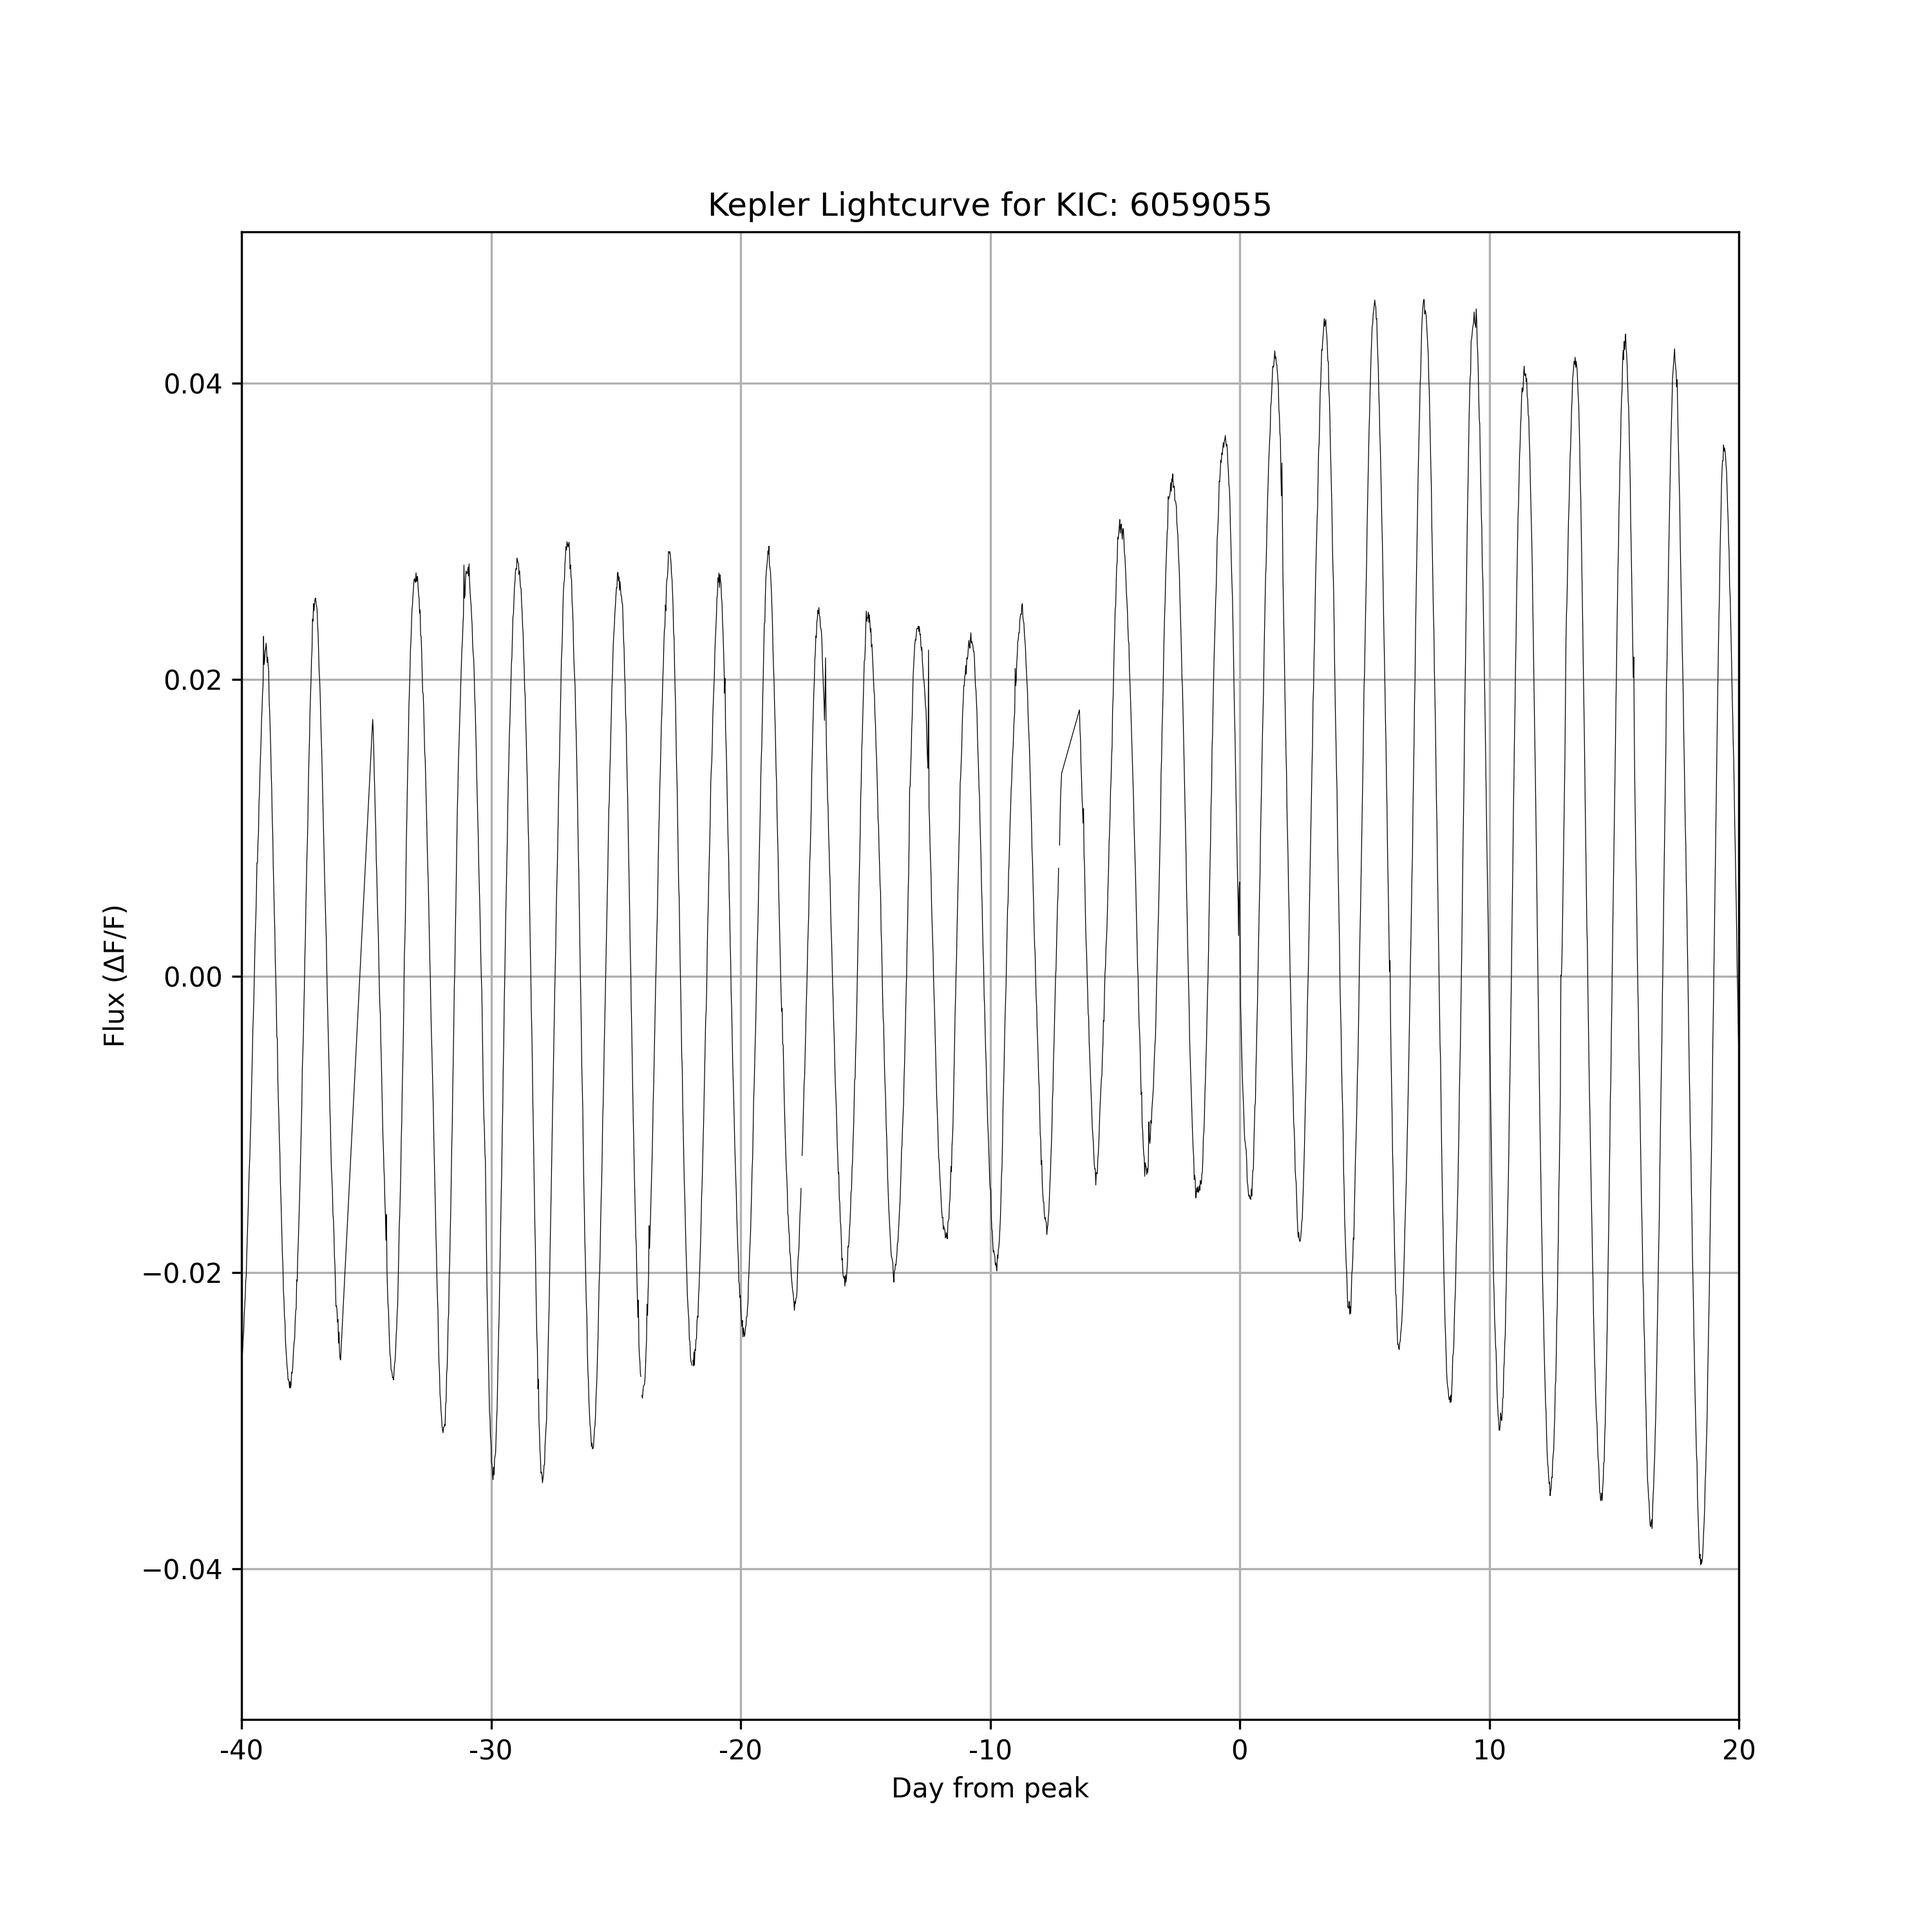 Kepler Lightcurve for KIC: 6059055
Flux (ΔF/F)
0.04
0.02
0.00
−0.02
−0.04
-40 -30 -20 -10 0 10 20
Day from peak